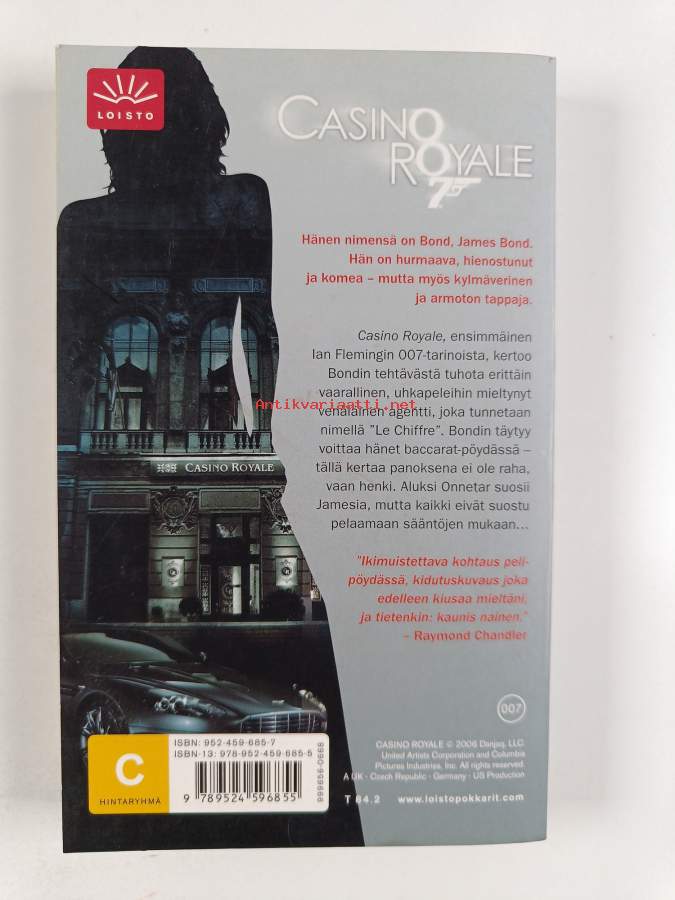 LOISTO
CASINO
ROYALE
007
Hänen nimensä on Bond, James Bond.
Hän on hurmaava, hienostunut
ja komea – mutta myös kylmäverinen
ja armoton tappaja.
Casino Royale, ensimmäinen
Ian Flemingin 007-tarinoista, kertoo
Bondin tehtävästä tuhota erittäin
vaarallinen, uhkapeleihin mieltynyt
Antikvariaatti.net
venäläinen agentti, joka tunnetaan
nimellä "Le Chiffre". Bondin täytyy
voittaa hänet baccarat-pöydässä –
tällä kertaa panoksena ei ole raha,
vaan henki. Aluksi Onnetar suosii
Jamesia, mutta kaikki eivät suostu
pelaamaan sääntöjen mukaan...
CASINO ROYALE
"Ikimuistettava kohtaus peli-
pöydässä, kidutuskuvaus joka
edelleen kiusaa mieltäni,
ja tietenkin: kaunis nainen."
– Raymond Chandler
007
C
HINTARYHMÄ
ISBN: 952-459-685-7
ISBN-13: 978-952-459-685-5
9 789524 596855
999656-0668
CASINO ROYALE © 2006 Danjaq, LLC.
United Artists Corporation and Columbia
Pictures Industries, Inc. All rights reserved.
A UK - Czech Republic - Germany - US Production
T 84.2 www.loistopokkarit.com